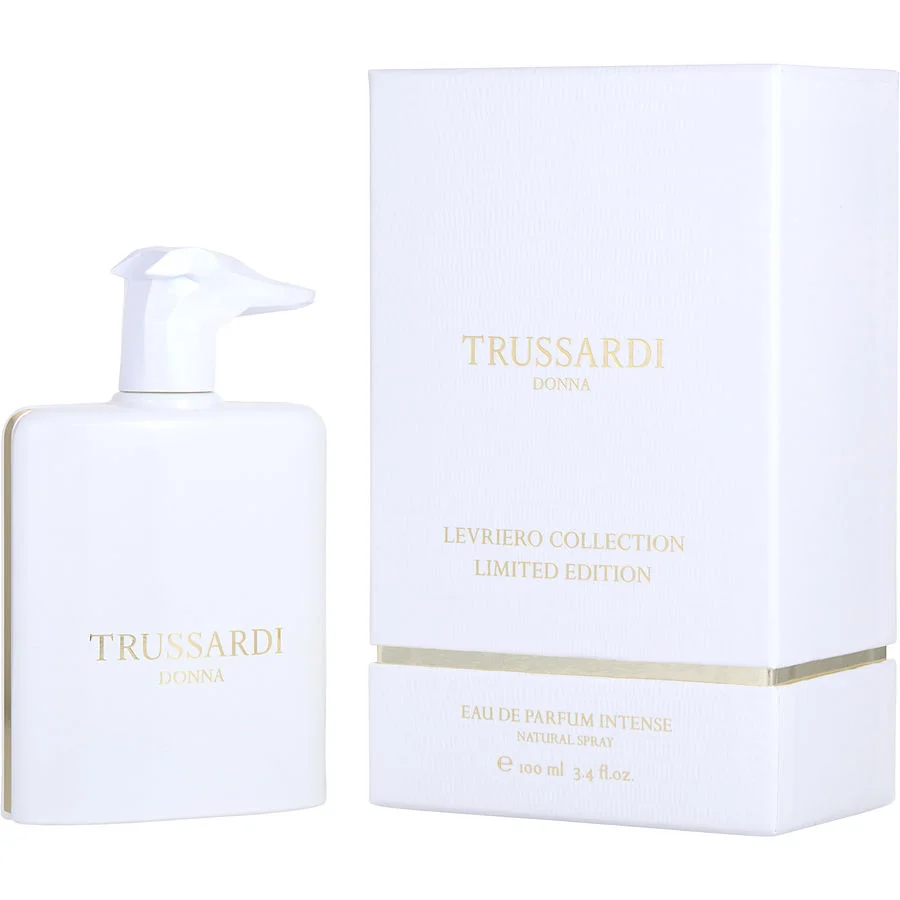 TRUSSARDI
DONNA
LEVRIERO COLLECTION
LIMITED EDITION
EAU DE PARFUM INTENSE
NATURAL SPRAY
℮ 100 ml 3.4 fl.oz.
TRUSSARDI
DONNA